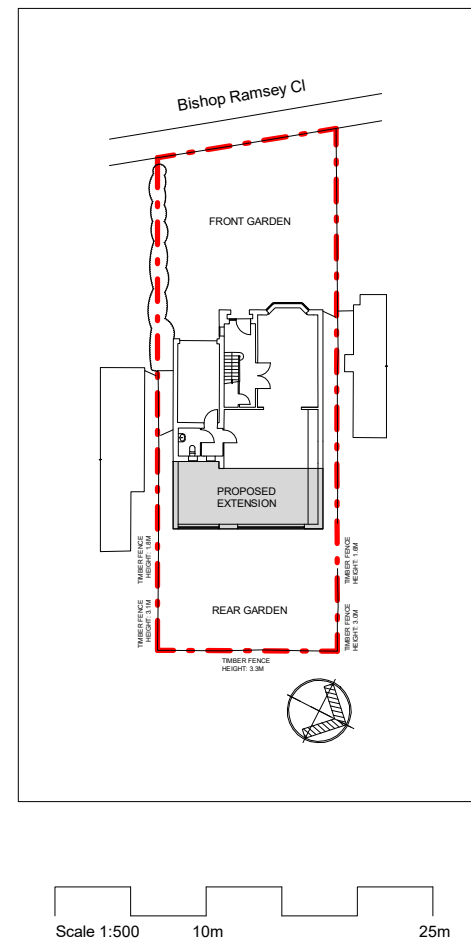 Bishop Ramsey Cl
FRONT GARDEN
PROPOSED
EXTENSION
TIMBER FENCE
HEIGHT: 1.8M
TIMBER FENCE
HEIGHT: 1.6M
TIMBER FENCE
HEIGHT: 3.1M
REAR GARDEN
TIMBER FENCE
HEIGHT: 3.0M
TIMBER FENCE
HEIGHT: 3.3M
Scale 1:500 10m 25m